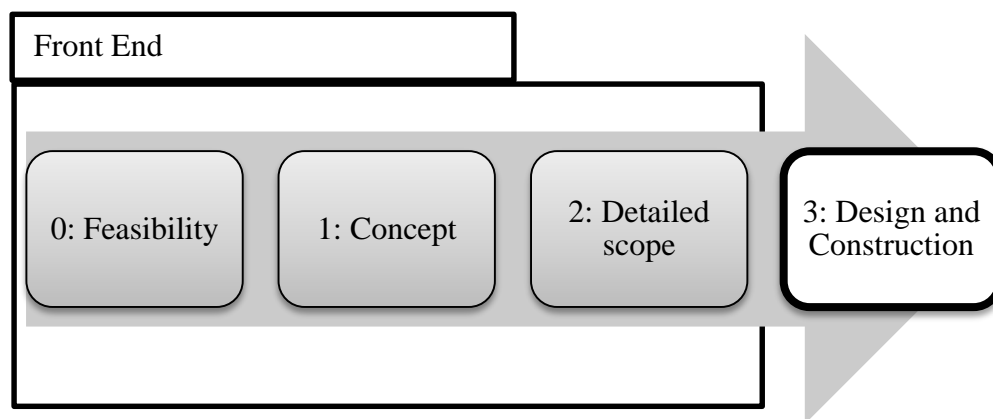 Front End
0: Feasibility
1: Concept
2: Detailed
scope
3: Design and
Construction